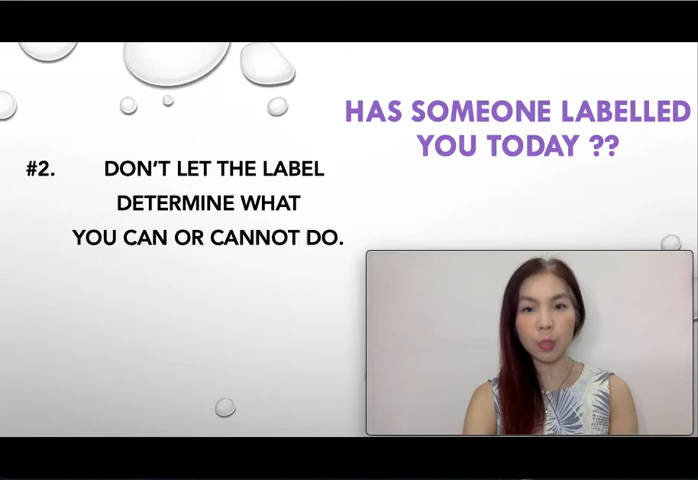 HAS SOMEONE LABELLED
YOU TODAY ??
#2. DON'T LET THE LABEL
DETERMINE WHAT
YOU CAN OR CANNOT DO.